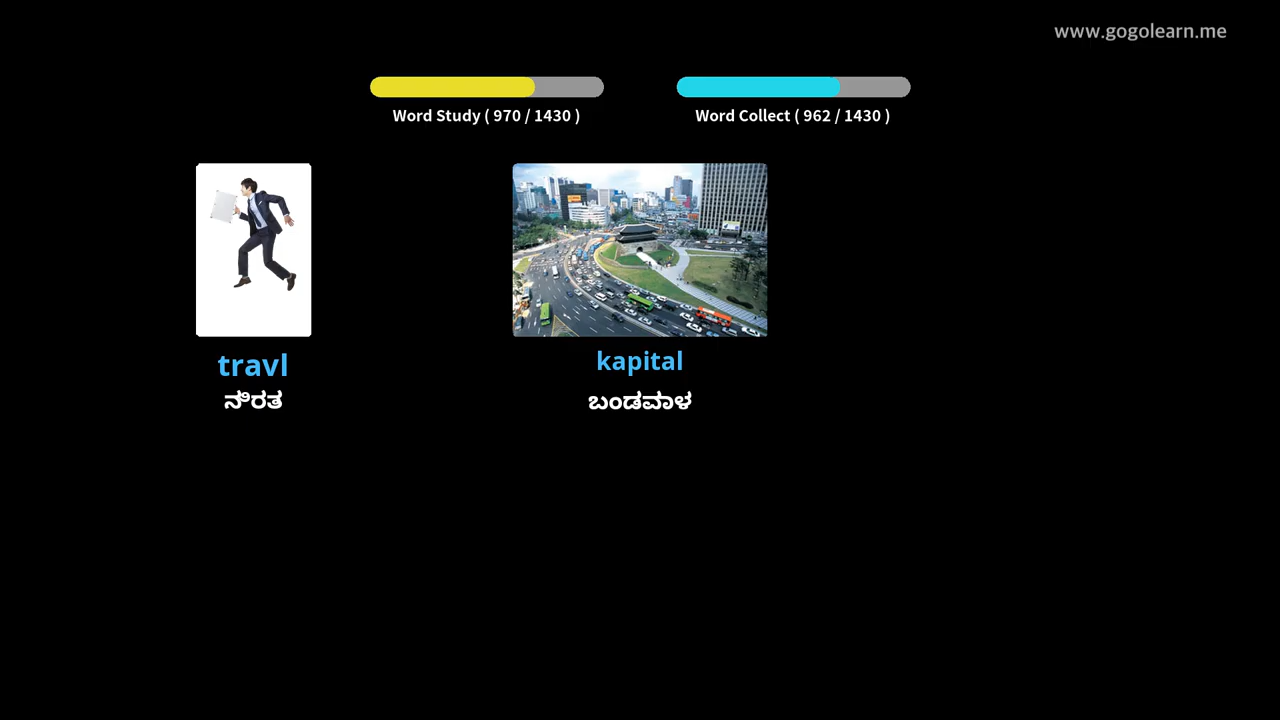 www.gogolearn.me
Word Study ( 970 / 1430 )
Word Collect ( 962 / 1430 )
travl
ನಿರತ
kapital
ಬಂಡವಾಳ